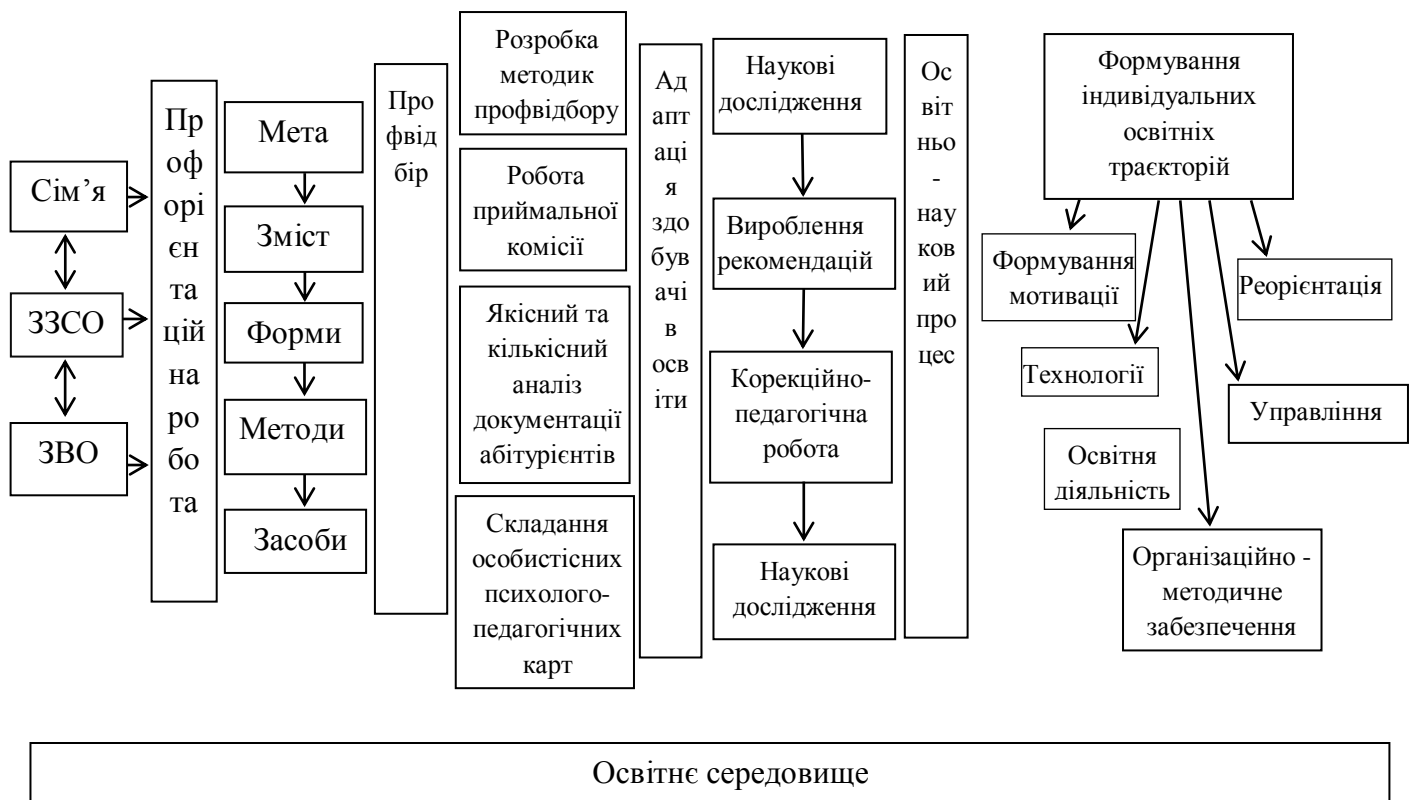 Сім’я
ЗЗСО
ЗВО
Пр
оф
орі
єн
та
цій
на
ро
бо
та
Мета
Зміст
Форми
Методи
Засоби
Про
фвід
бір
Розробка
методик
профвідбору
Робота
приймальної
комісії
Якісний та
кількісний
аналіз
документації
абітурієнтів
Складання
особистісних
психолого-
педагогічних
карт
Ад
апт
аці
я
здо
був
ачі
в
осв
іти
Наукові
дослідження
Вироблення
рекомендацій
Корекційно-
педагогічна
робота
Наукові
дослідження
Ос
віт
ньо
-
нау
ков
ий
про
цес
Формування
індивідуальних
освітніх
траєкторій
Формування
мотивації
Реорієнтація
Технології
Управління
Освітня
діяльність
Організаційно -
методичне
забезпечення
Освітнє середовище